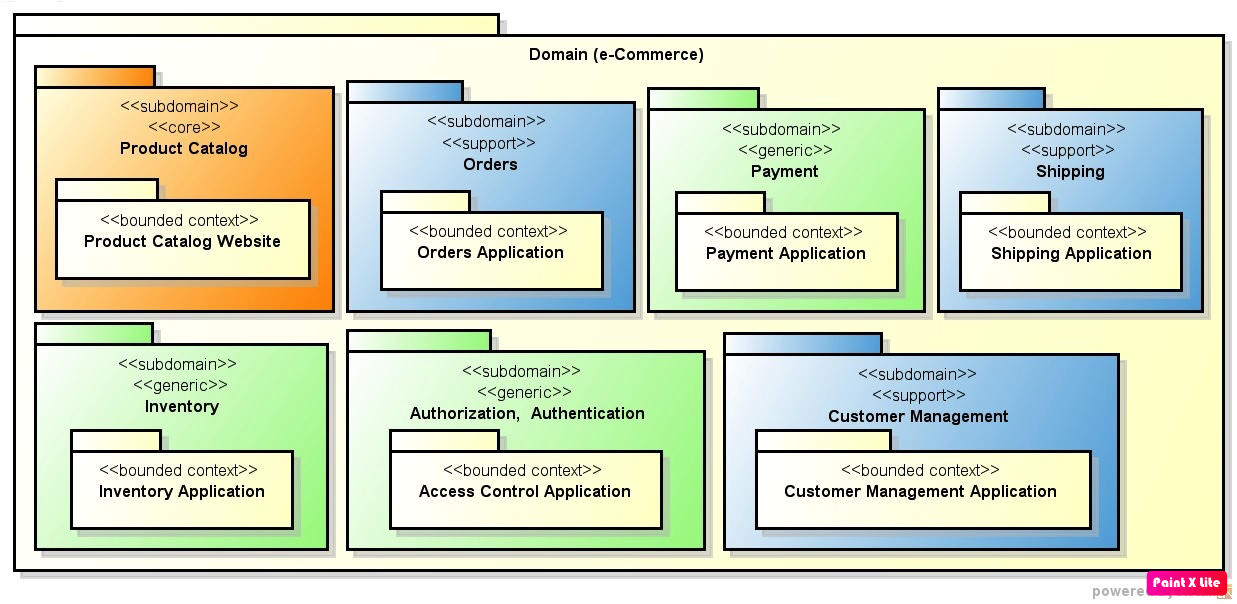 Domain (e-Commerce)
<<subdomain>>
<<core>>
Product Catalog
<<bounded context>>
Product Catalog Website
<<subdomain>>
<<support>>
Orders
<<bounded context>>
Orders Application
<<subdomain>>
<<generic>>
Payment
<<bounded context>>
Payment Application
<<subdomain>>
<<support>>
Shipping
<<bounded context>>
Shipping Application
<<subdomain>>
<<generic>>
Inventory
<<bounded context>>
Inventory Application
<<subdomain>>
<<generic>>
Authorization, Authentication
<<bounded context>>
Access Control Application
<<subdomain>>
<<support>>
Customer Management
<<bounded context>>
Customer Management Application
Paint X Lite